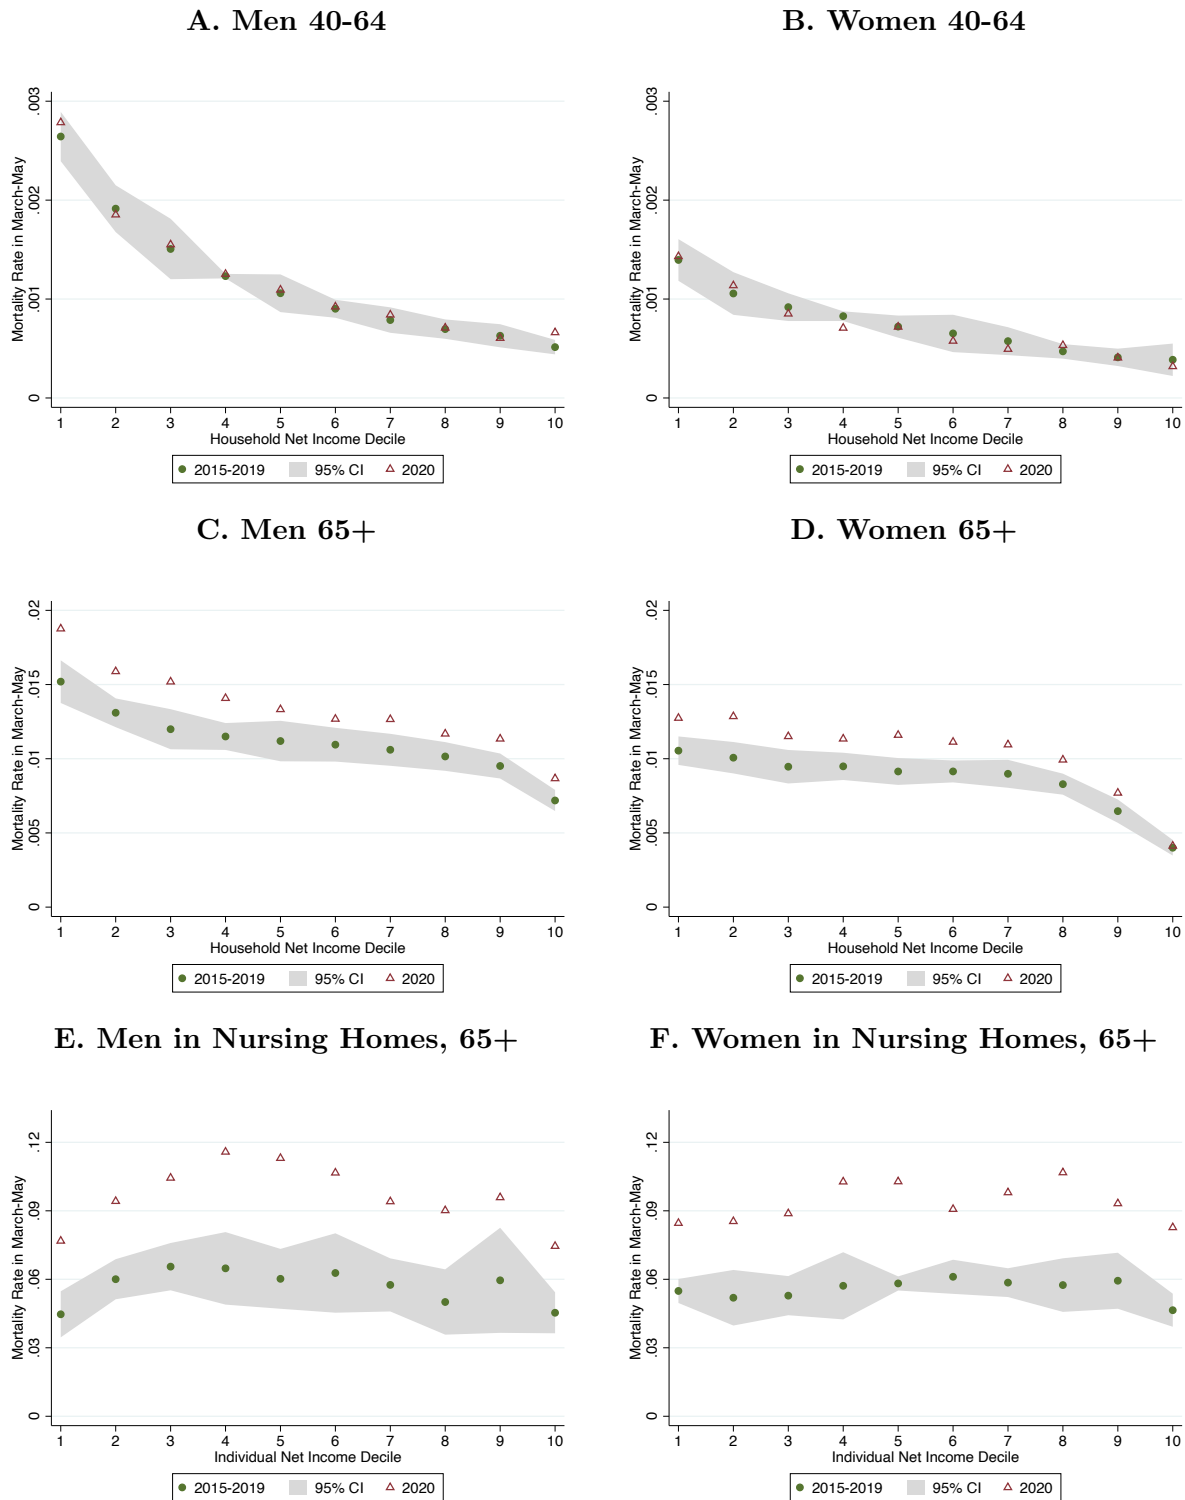 A. Men 40-64
Mortality Rate in March-May
.003
.002
.001
0
1 2 3 4 5 6 7 8 9 10
Household Net Income Decile
2015-2019 95% CI 2020
B. Women 40-64
Mortality Rate in March-May
.003
.002
.001
0
1 2 3 4 5 6 7 8 9 10
Household Net Income Decile
2015-2019 95% CI 2020
C. Men 65+
Mortality Rate in March-May
.02
.015
.01
.005
0
1 2 3 4 5 6 7 8 9 10
Household Net Income Decile
2015-2019 95% CI 2020
D. Women 65+
Mortality Rate in March-May
.02
.015
.01
.005
0
1 2 3 4 5 6 7 8 9 10
Household Net Income Decile
2015-2019 95% CI 2020
E. Men in Nursing Homes, 65+
Mortality Rate in March-May
.12
.09
.06
.03
0
1 2 3 4 5 6 7 8 9 10
Individual Net Income Decile
2015-2019 95% CI 2020
F. Women in Nursing Homes, 65+
Mortality Rate in March-May
.12
.09
.06
.03
0
1 2 3 4 5 6 7 8 9 10
Individual Net Income Decile
2015-2019 95% CI 2020